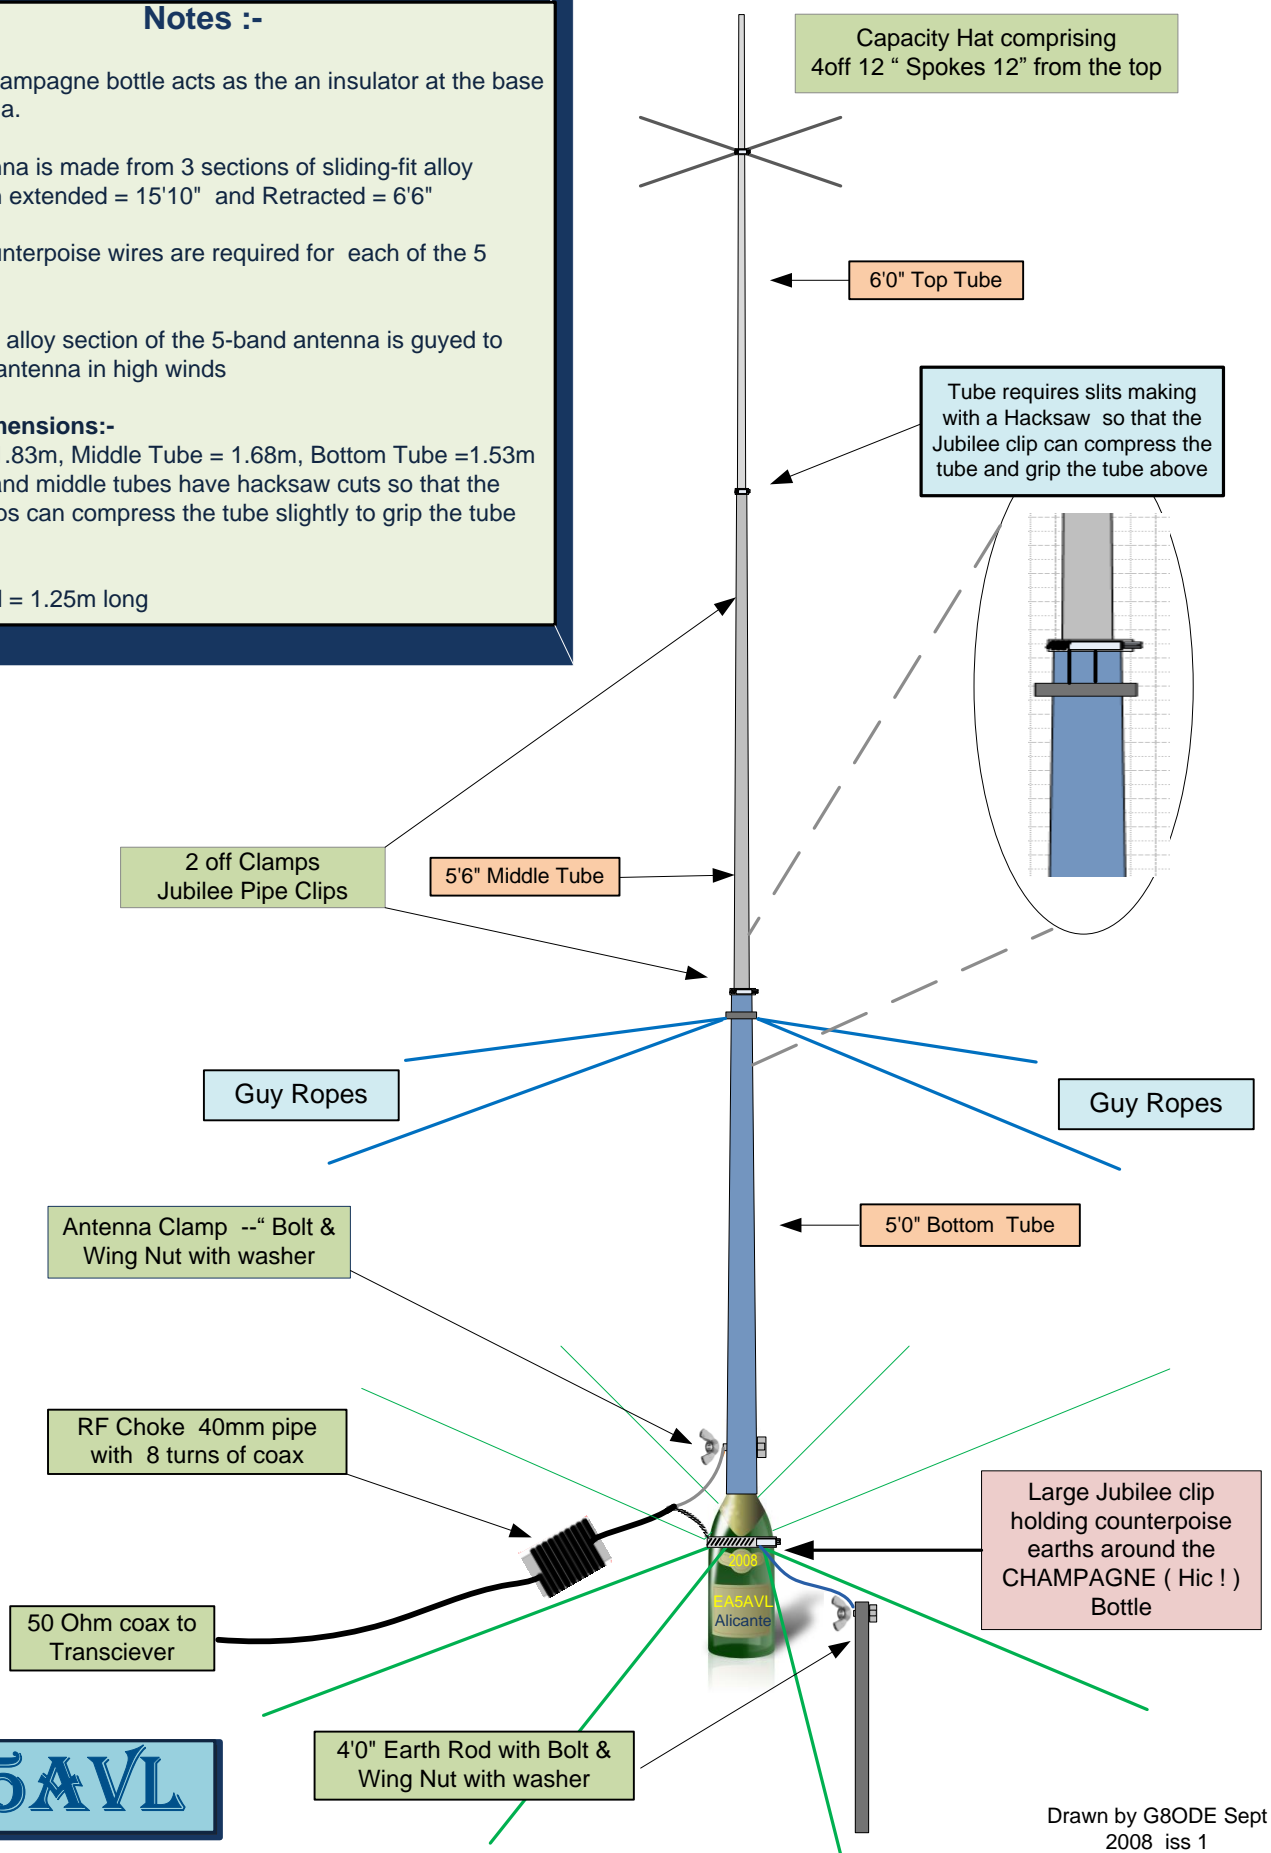 Notes :-
ampagne bottle acts as the an insulator at the base
a.
nna is made from 3 sections of sliding-fit alloy
n extended = 15'10" and Retracted = 6'6"
unterpoise wires are required for each of the 5
alloy section of the 5-band antenna is guyed to
antenna in high winds
mensions:-
.83m, Middle Tube = 1.68m, Bottom Tube =1.53m
and middle tubes have hacksaw cuts so that the
os can compress the tube slightly to grip the tube
= 1.25m long
Capacity Hat comprising
4off 12 “ Spokes 12” from the top
6'0" Top Tube
Tube requires slits making
with a Hacksaw so that the
Jubilee clip can compress the
tube and grip the tube above
2 off Clamps
Jubilee Pipe Clips
5'6" Middle Tube
Guy Ropes
Guy Ropes
Antenna Clamp --“ Bolt &
Wing Nut with washer
5'0" Bottom Tube
RF Choke 40mm pipe
with 8 turns of coax
Large Jubilee clip
holding counterpoise
earths around the
CHAMPAGNE ( Hic ! )
Bottle
2008
EA5AVL
Alicante
50 Ohm coax to
Transciever
4'0" Earth Rod with Bolt &
Wing Nut with washer
5AVL
Drawn by G8ODE Sept
2008 iss 1